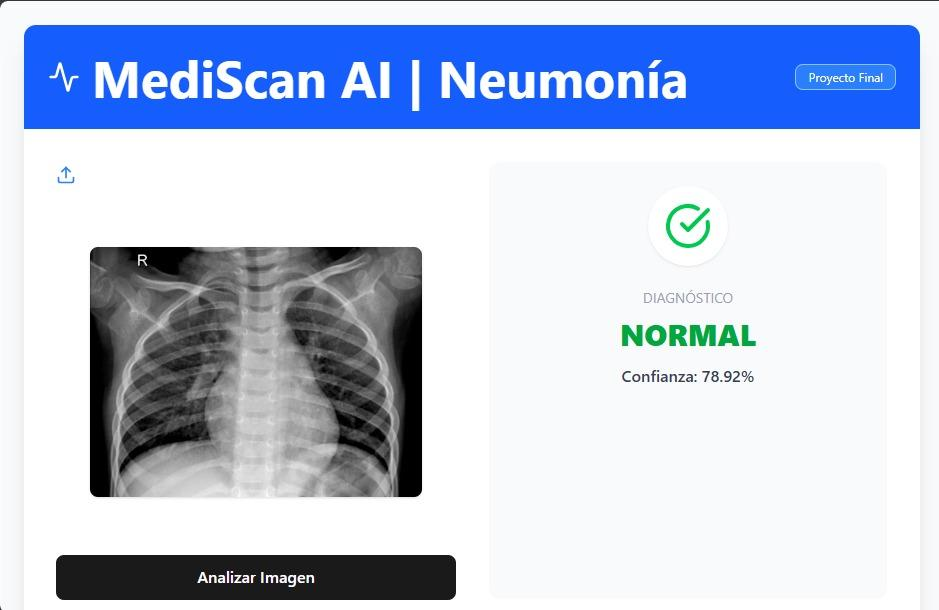 MediScan AI | Neumonía
Proyecto Final
R
Analizar Imagen
DIAGNÓSTICO
NORMAL
Confianza: 78.92%